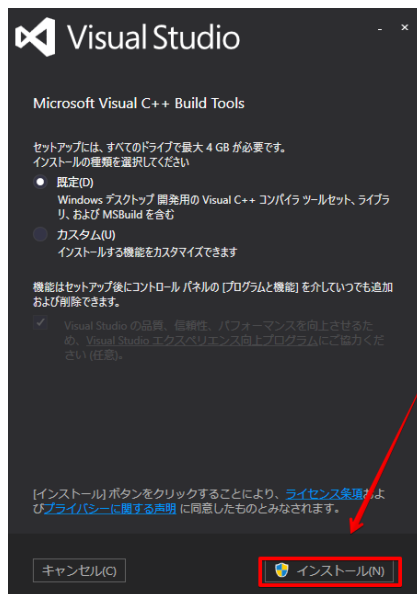 Visual Studio
Microsoft Visual C++ Build Tools
セットアップには、すべてのドライブで最大 4 GB が必要です。
インストールの種類を選択してください
既定(D)
Windows デスクトップ 開発用の Visual C++ コンパイラ ツールセット、ライブラ
リ、および MSBuild を含む
カスタム(U)
インストールする機能をカスタマイズできます
機能はセットアップ後にコントロール パネルの [プログラムと機能] を介していつでも追加
および削除できます。
Visual Studio の品質、信頼性、パフォーマンスを向上させるた
め、Visual Studio エクスペリエンス向上プログラムにご協力くだ
さい (任意)。
[インストール] ボタンをクリックすることにより、ライセンス条項およ
びプライバシーに関する声明 に同意したものとみなされます。
キャンセル(C)
インストール(N)